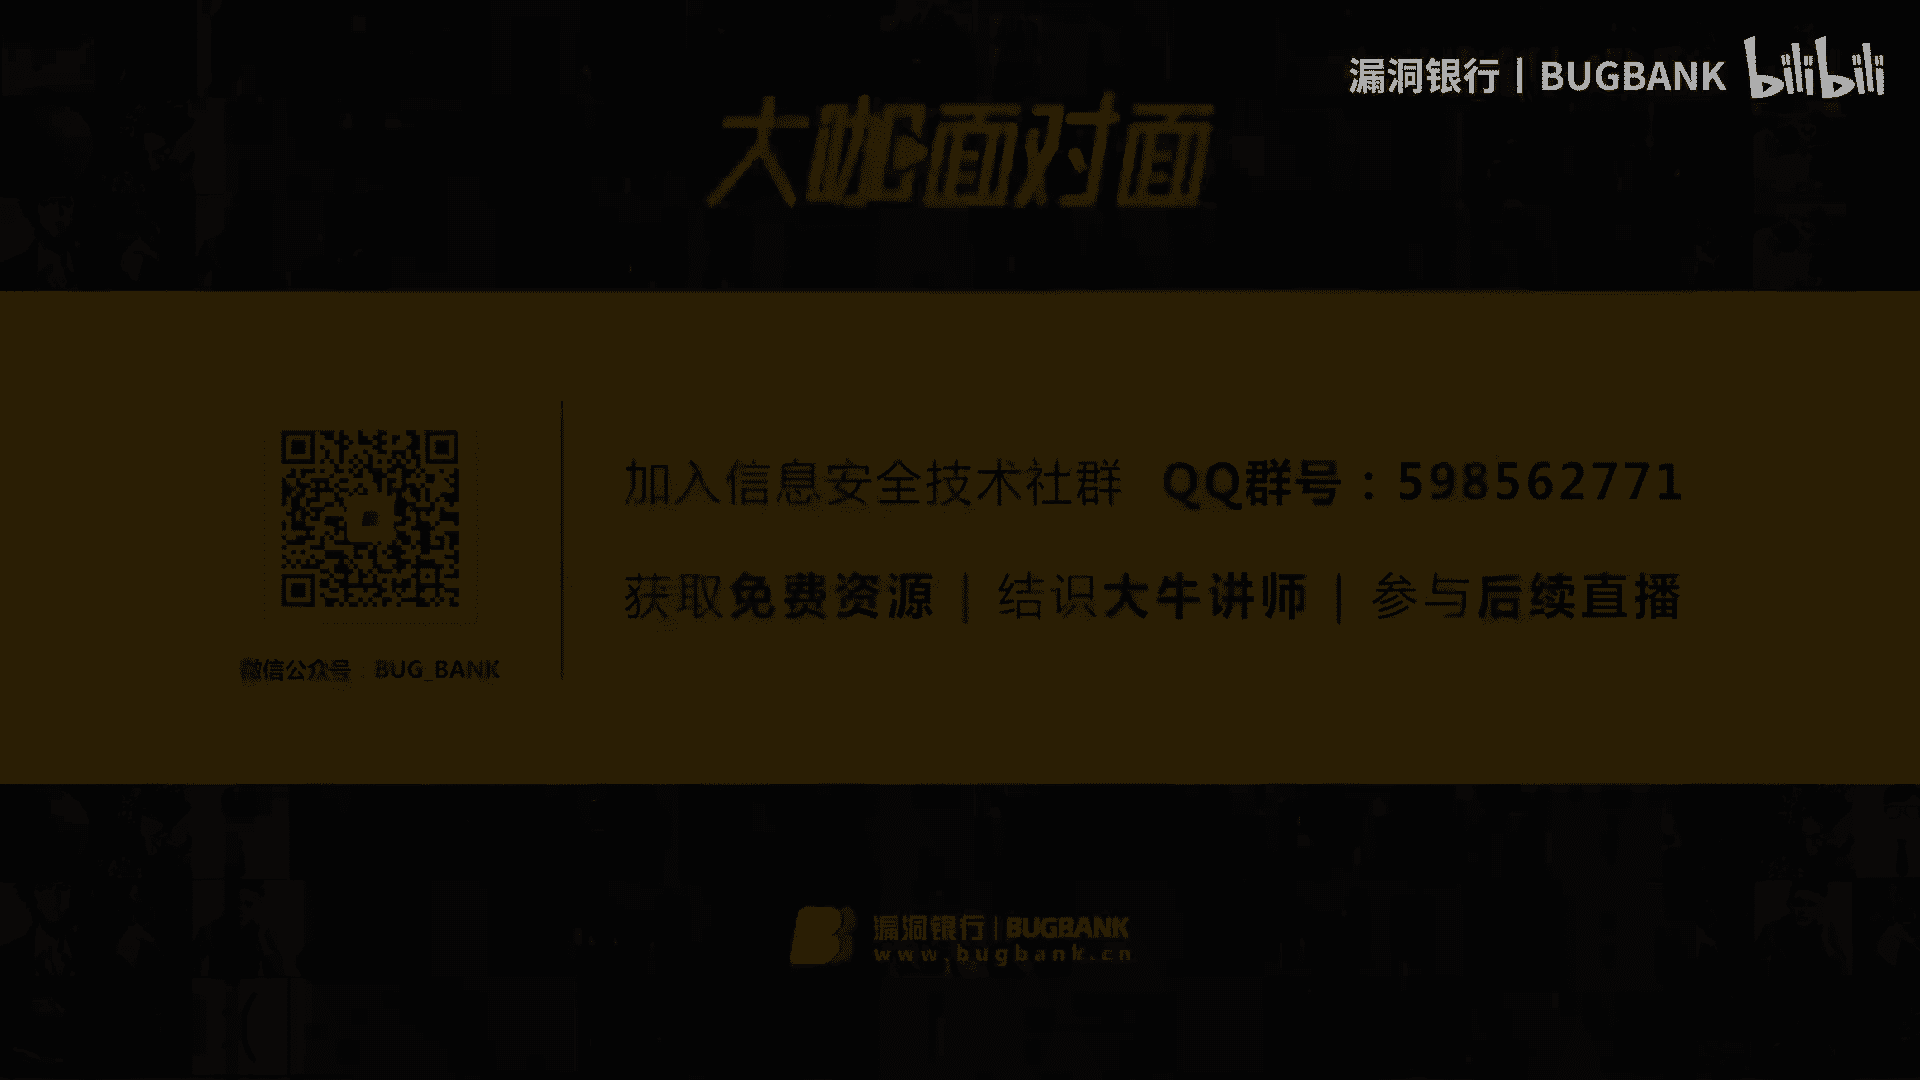 漏洞银行 | BUGBANK bilibili
大咖面对面
加入信息安全技术社群 QQ群号：598562771
获取免费资源 | 结识大牛讲师 | 参与后续直播
微信公众号：BUG_BANK
漏洞银行 | BUGBANK
www.bugbank.cn